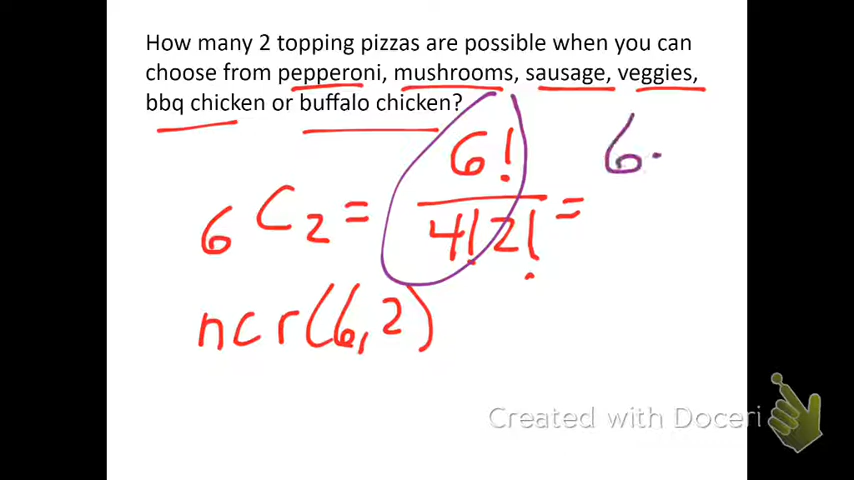 How many 2 topping pizzas are possible when you can
choose from pepperoni, mushrooms, sausage, veggies,
bbq chicken or buffalo chicken?
6 C 2 = 6! / 4! 2! = 6 ·
ncr(6,2)
Created with Doceri